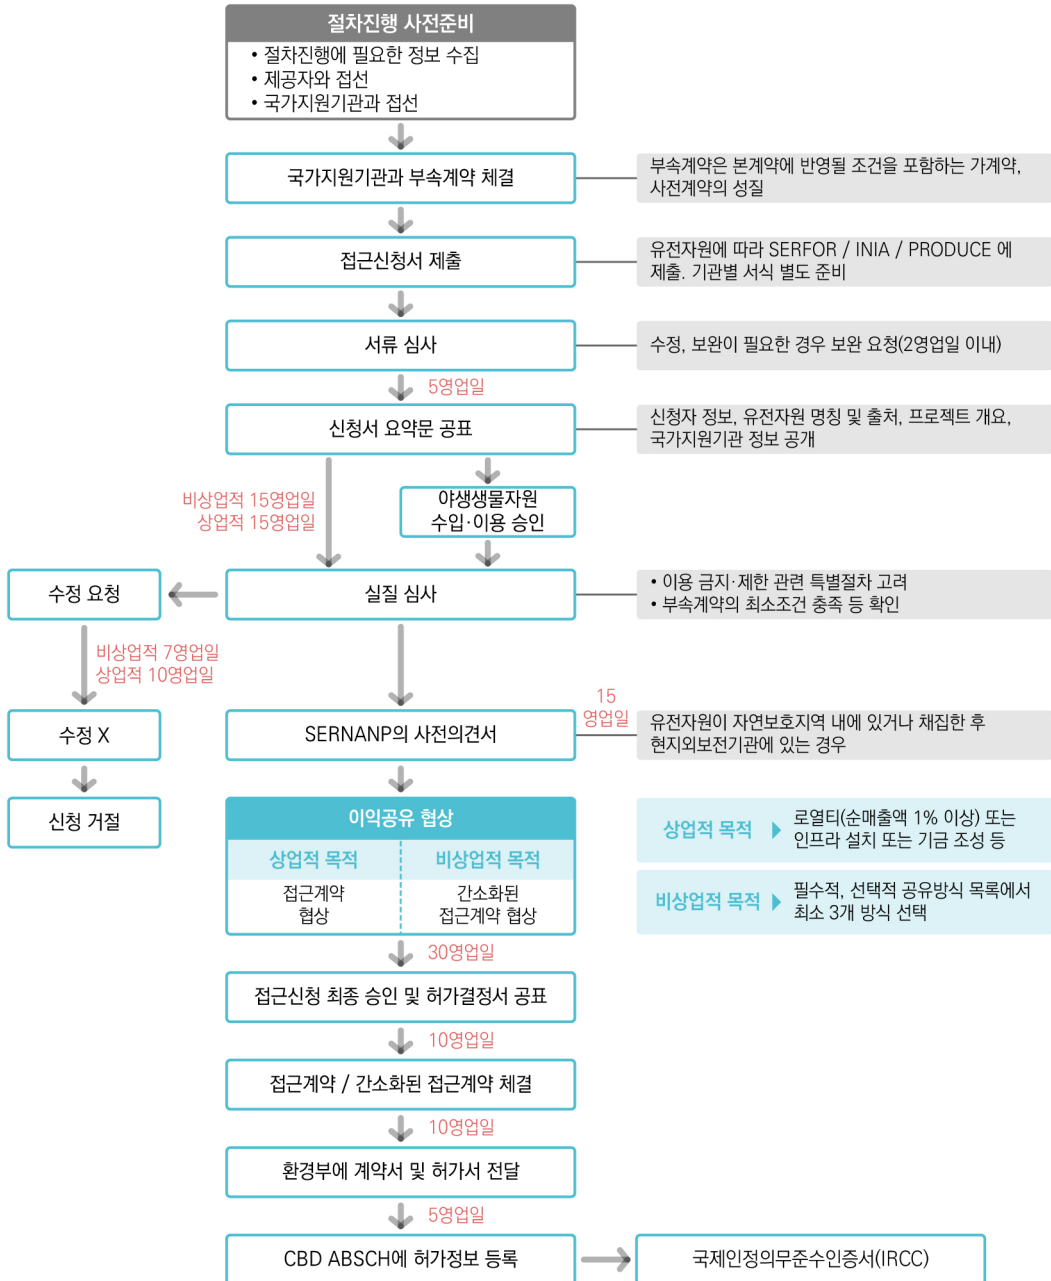 절차진행 사전준비
• 절차진행에 필요한 정보 수집
• 제공자와 접선
• 국가지원기관과 접선
국가지원기관과 부속계약 체결
부속계약은 본계약에 반영될 조건을 포함하는 가계약,
사전계약의 성질
접근신청서 제출
유전자원에 따라 SERFOR / INIA / PRODUCE 에
제출. 기관별 서식 별도 준비
서류 심사
수정, 보완이 필요한 경우 보완 요청(2영업일 이내)
5영업일
신청서 요약문 공표
신청자 정보, 유전자원 명칭 및 출처, 프로젝트 개요,
국가지원기관 정보 공개
비상업적 15영업일
상업적 15영업일
야생생물자원
수입·이용 승인
수정 요청
실질 심사
• 이용 금지·제한 관련 특별절차 고려
• 부속계약의 최소조건 충족 등 확인
비상업적 7영업일
상업적 10영업일
수정 X
SERNANP의 사전의견서
15
영업일
유전자원이 자연보호지역 내에 있거나 채집한 후
현지외보전기관에 있는 경우
신청 거절
이익공유 협상
상업적 목적
비상업적 목적
접근계약
협상
간소화된
접근계약 협상
상업적 목적
로열티(순매출액 1% 이상) 또는
인프라 설치 또는 기금 조성 등
비상업적 목적
필수적, 선택적 공유방식 목록에서
최소 3개 방식 선택
30영업일
접근신청 최종 승인 및 허가결정서 공표
10영업일
접근계약 / 간소화된 접근계약 체결
10영업일
환경부에 계약서 및 허가서 전달
5영업일
CBD ABSCH에 허가정보 등록
국제인정의무준수인증서(IRCC)